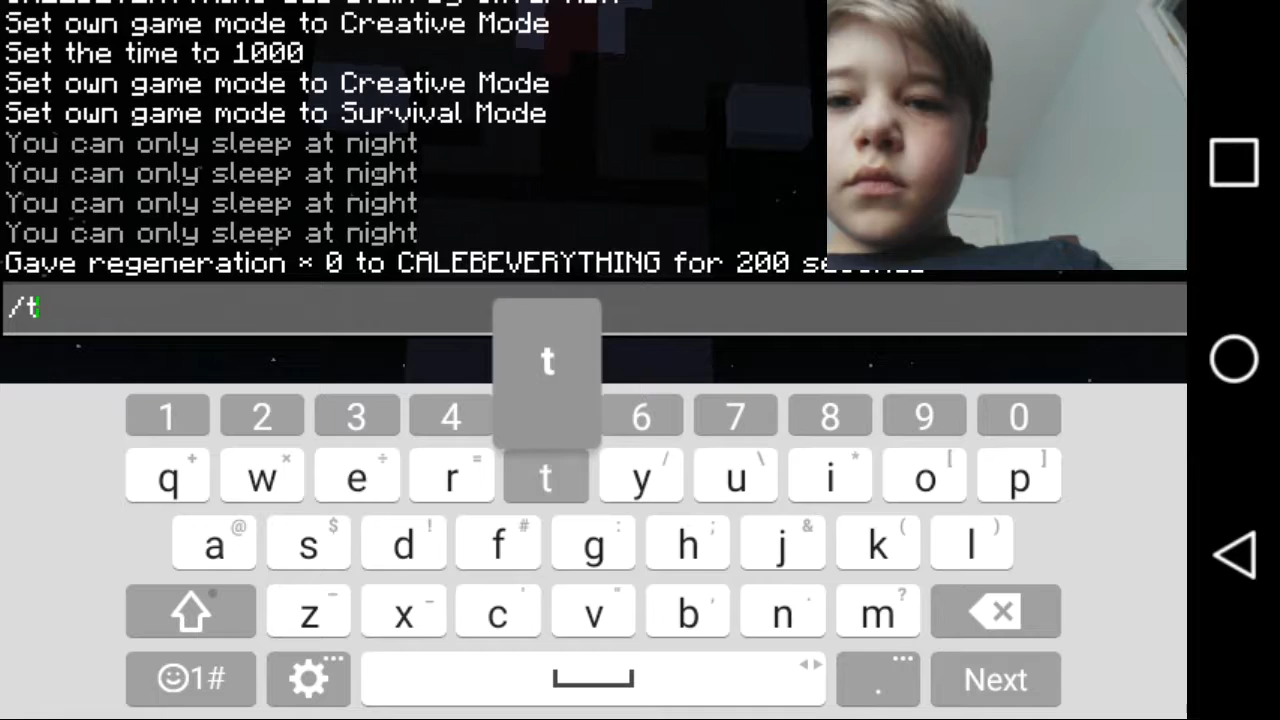 Set own game mode to Creative Mode
Set the time to 1000
Set own game mode to Creative Mode
Set own game mode to Survival Mode
You can only sleep at night
You can only sleep at night
You can only sleep at night
You can only sleep at night
Gave regeneration × 0 to CALEBEVERYTHING for 200 seconds
/t
t
1 2 3 4 6 7 8 9 0
q + w × e ÷ r = t y / u \ i * o [ p ]
a @ s $ d ! f # g : h ; j & k ( l )
z x c v b n m ?
1# ... . ... Next